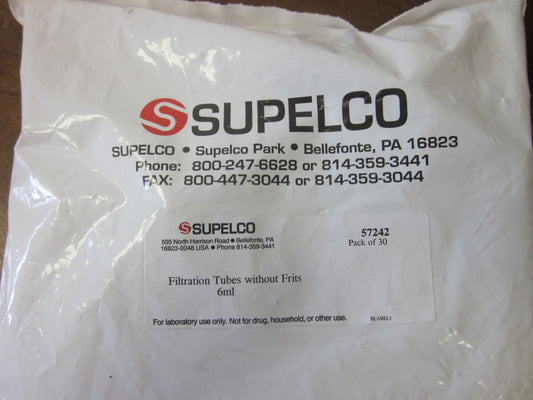 SUPELCO
SUPELCO • Supelco Park • Bellefonte, PA 16823
Phone: 800-247-6628 or 814-359-3441
FAX: 800-447-3044 or 814-359-3044
SUPELCO
595 North Harrison Road • Bellefonte, PA
16823-0048 USA • Phone 814-359-3441
57242
Pack of 30
Filtration Tubes without Frits
6ml
For laboratory use only. Not for drug, household, or other use.
SLABEL1